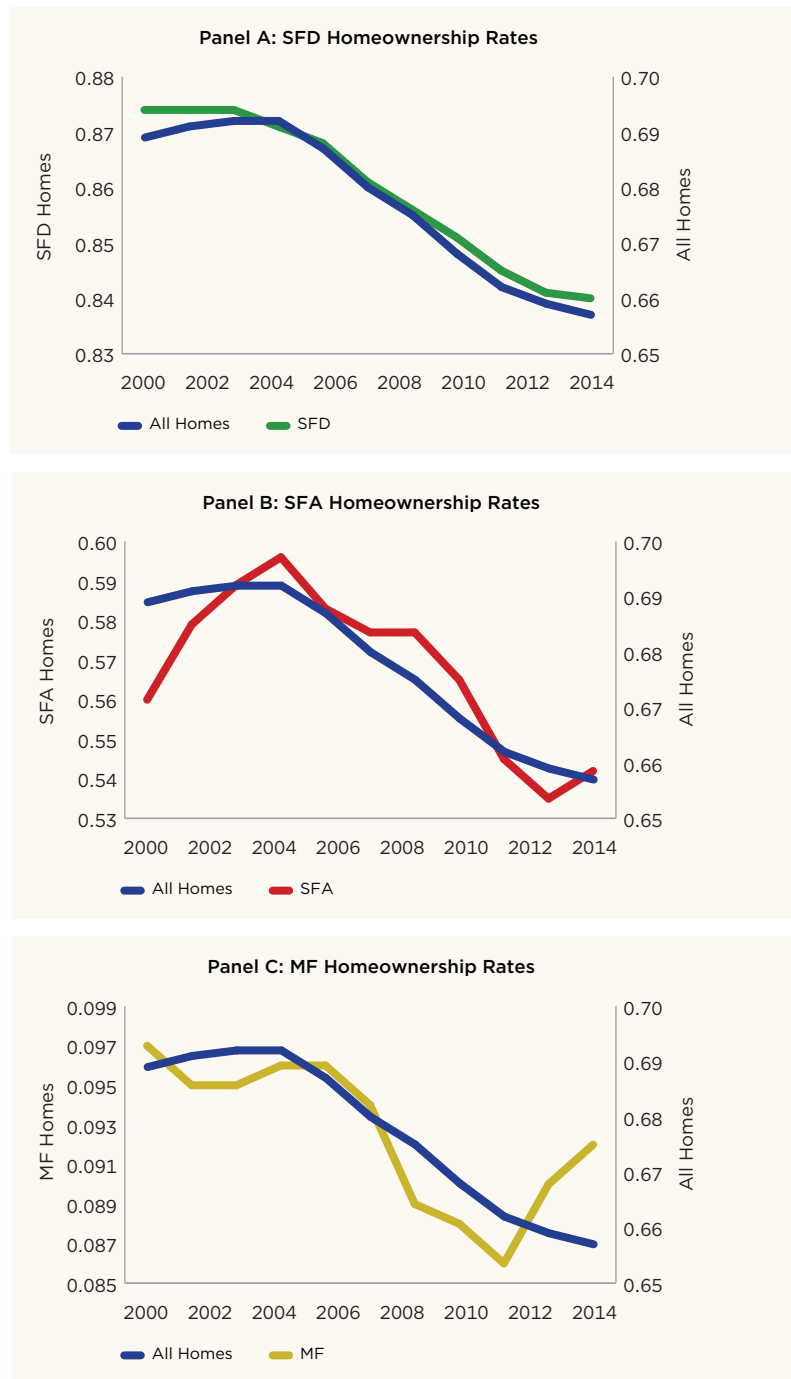 Panel A: SFD Homeownership Rates
0.88
0.87
0.86
0.85
0.84
0.83
SFD Homes
0.70
0.69
0.68
0.67
0.66
0.65
All Homes
2000 2002 2004 2006 2008 2010 2012 2014
All Homes SFD
Panel B: SFA Homeownership Rates
0.60
0.59
0.58
0.57
0.56
0.55
0.54
0.53
SFA Homes
0.70
0.69
0.68
0.67
0.66
0.65
All Homes
2000 2002 2004 2006 2008 2010 2012 2014
All Homes SFA
Panel C: MF Homeownership Rates
0.099
0.097
0.095
0.093
0.091
0.089
0.087
0.085
MF Homes
0.70
0.69
0.68
0.67
0.66
0.65
All Homes
2000 2002 2004 2006 2008 2010 2012 2014
All Homes MF